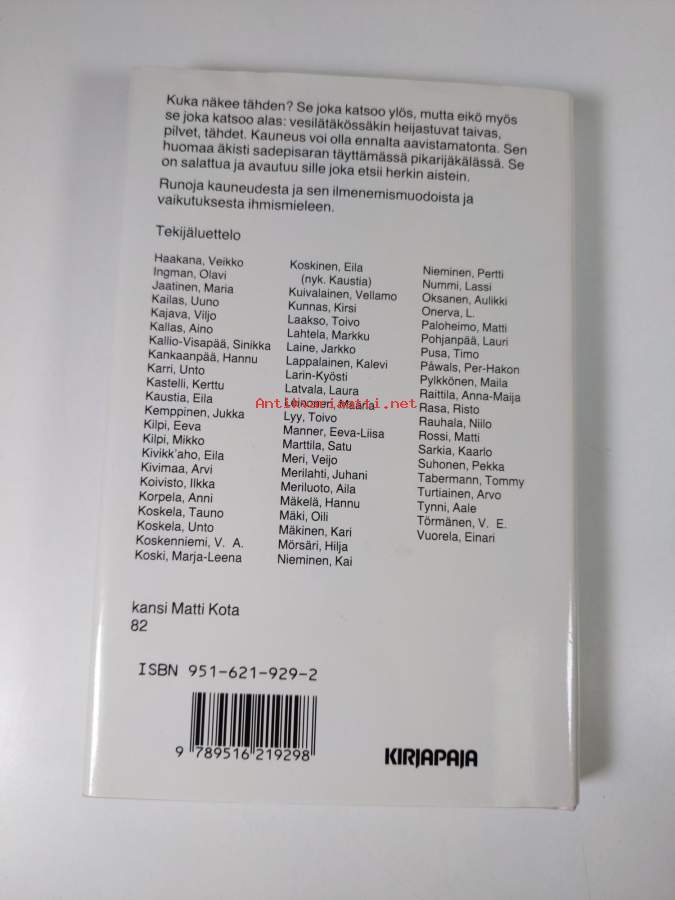 Kuka näkee tähden? Se joka katsoo ylös, mutta eikö myös
se joka katsoo alas: vesilätäkössäkin heijastuvat taivas,
pilvet, tähdet. Kauneus voi olla ennalta aavistamatonta. Sen
huomaa äkisti sadepisaran täyttämässä pikarijäkälässä. Se
on salattua ja avautuu sille joka etsii herkin aistein.
Runoja kauneudesta ja sen ilmenemismuodoista ja
vaikutuksesta ihmismieleen.
Tekijäluettelo
Haakana, Veikko
Ingman, Olavi
Jaatinen, Maria
Kailas, Uuno
Kajava, Viljo
Kallas, Aino
Kallio-Visapää, Sinikka
Kankaanpää, Hannu
Karri, Unto
Kastelli, Kerttu
Kaustia, Eila
Kemppinen, Jukka
Kilpi, Eeva
Kilpi, Mikko
Kivikk'aho, Eila
Kivimaa, Arvi
Koivisto, Ilkka
Korpela, Anni
Koskela, Tauno
Koskela, Unto
Koskenniemi, V. A.
Koski, Marja-Leena
Koskinen, Eila
(nyk. Kaustia)
Kuivalainen, Vellamo
Kunnas, Kirsi
Laakso, Toivo
Lahtela, Markku
Laine, Jarkko
Lappalainen, Kalevi
Larin-Kyösti
Latvala, Laura
Maaria
Lyy, Toivo
Manner, Eeva-Liisa
Marttila, Satu
Meri, Veijo
Merilahti, Juhani
Meriluoto, Aila
Mäkelä, Hannu
Mäki, Oili
Mäkinen, Kari
Mörsäri, Hilja
Nieminen, Kai
Nieminen, Pertti
Nummi, Lassi
Oksanen, Aulikki
Onerva, L.
Paloheimo, Matti
Pohjanpää, Lauri
Pusa, Timo
Påwals, Per-Hakon
Pylkkönen, Maila
Raittila, Anna-Maija
Rasa, Risto
Rauhala, Niilo
Rossi, Matti
Sarkia, Kaarlo
Suhonen, Pekka
Tabermann, Tommy
Turtiainen, Arvo
Tynni, Aale
Törmänen, V. E.
Vuorela, Einari
Antikvariaatti.net
kansi Matti Kota
82
ISBN 951-621-929-2
9 789516 219298
KIRJAPAJA